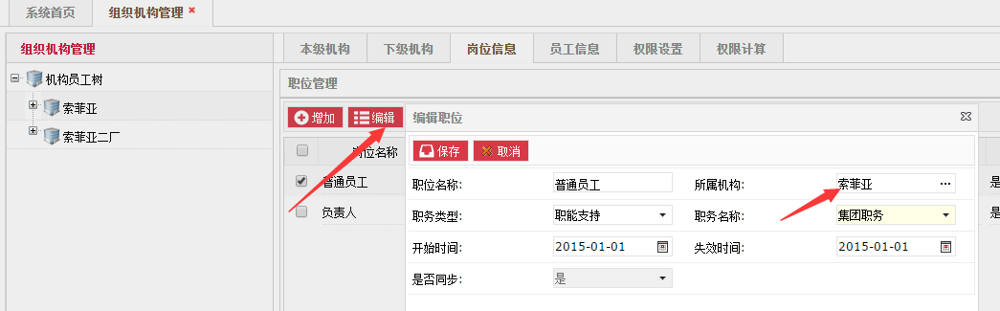 系统首页 组织机构管理
组织机构管理 本级机构 下级机构 岗位信息 员工信息 权限设置 权限计算
机构员工树
索菲亚
索菲亚二厂
职位管理
增加 编辑
岗位名称
普通员工 是
负责人 是
编辑职位
保存 取消
职位名称: 普通员工 所属机构: 索菲亚 ...
职务类型: 职能支持 职务名称: 集团职务
开始时间: 2015-01-01 失效时间: 2015-01-01
是否同步: 是